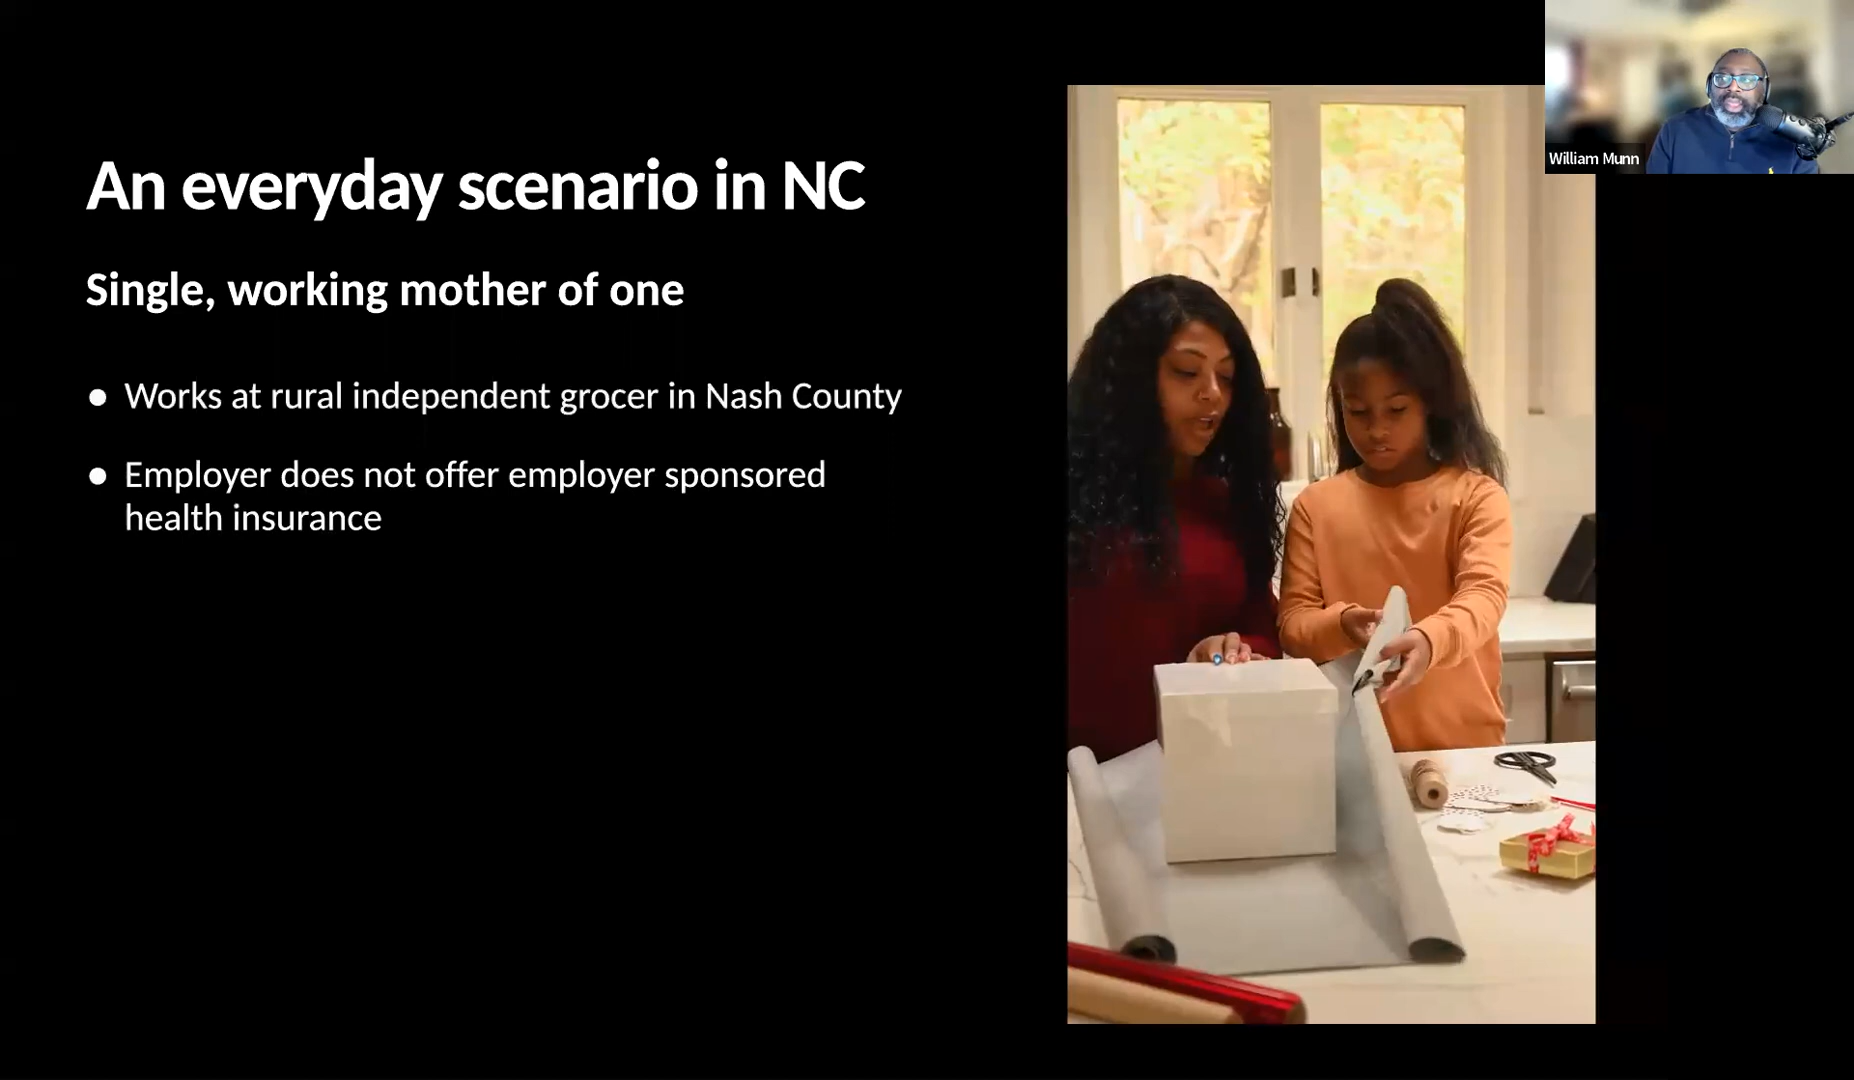 An everyday scenario in NC
Single, working mother of one
● Works at rural independent grocer in Nash County
● Employer does not offer employer sponsored
health insurance
William Munn